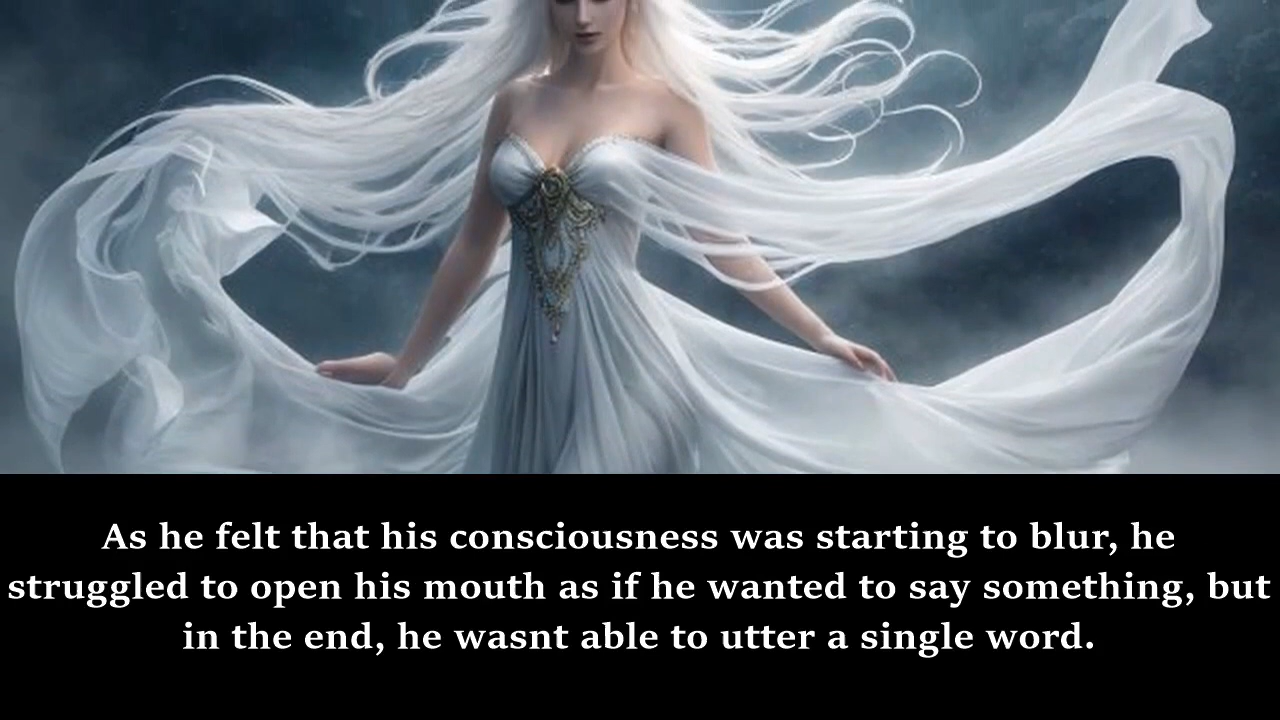 As he felt that his consciousness was starting to blur, he
struggled to open his mouth as if he wanted to say something, but
in the end, he wasnt able to utter a single word.